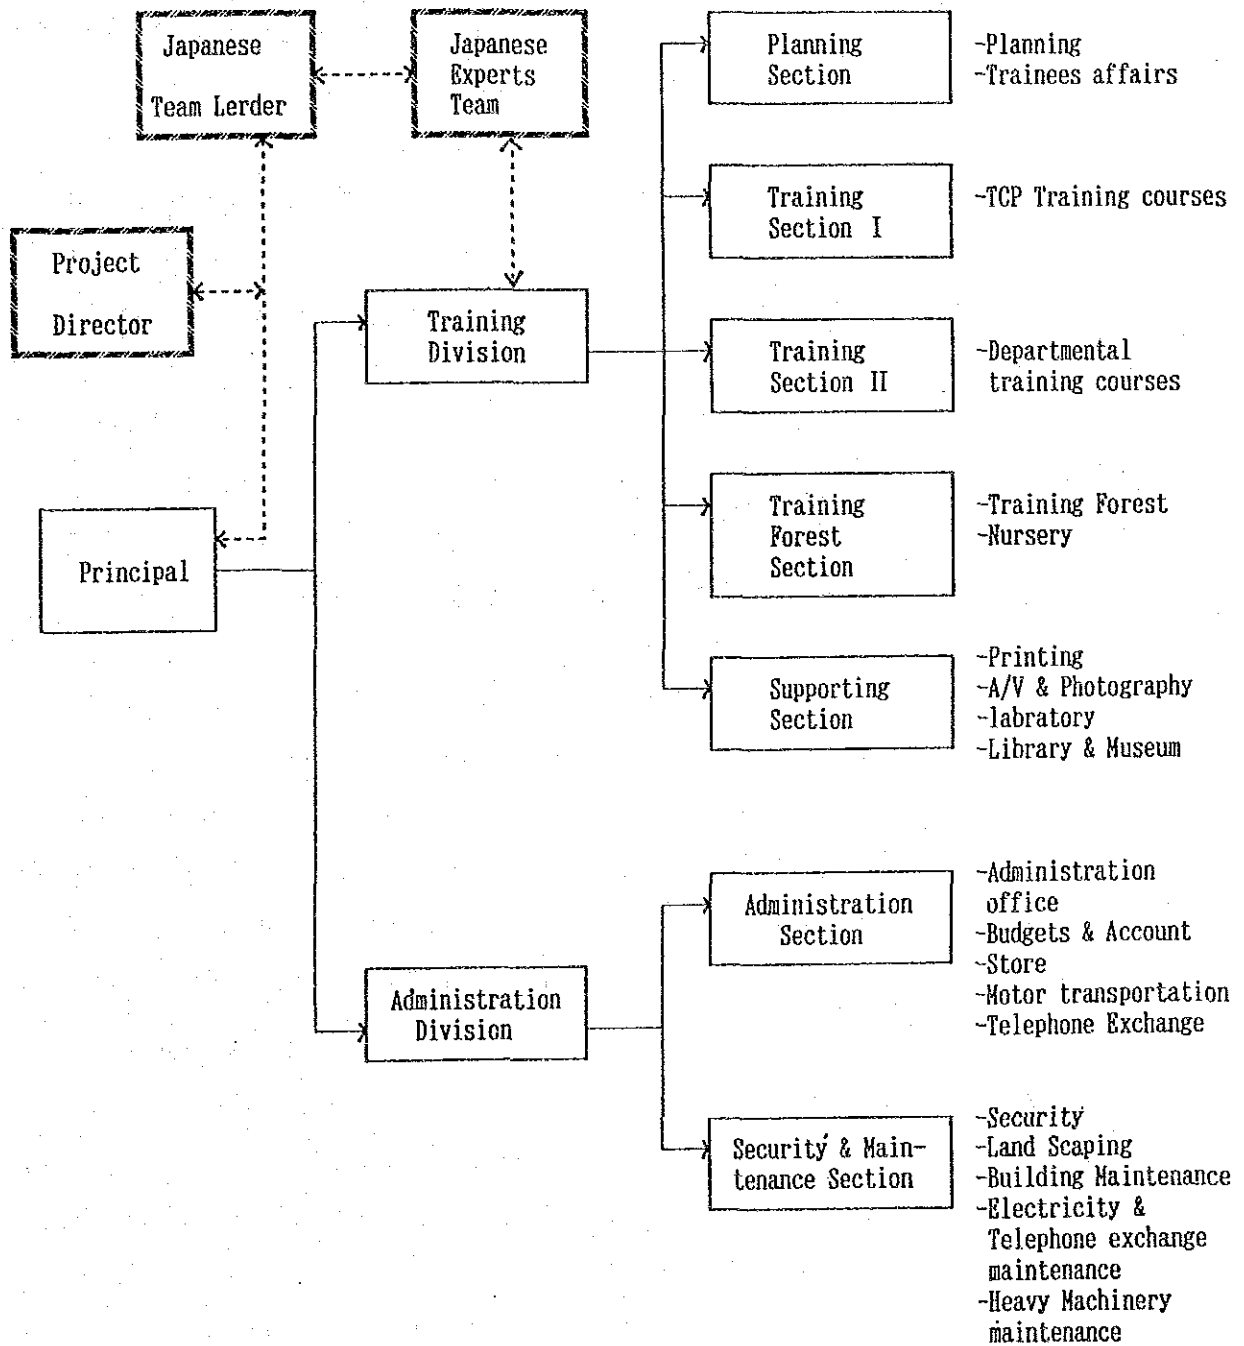 Japanese
Team Lerder
Japanese
Experts
Team
Project
Director
Principal
Training
Division
Administration
Division
Planning
Section
-Planning
-Trainees affairs
Training
Section I
-TCP Training courses
Training
Section II
-Departmental
training courses
Training
Forest
Section
-Training Forest
-Nursery
Supporting
Section
-Printing
-A/V & Photography
-labratory
-Library & Museum
Administration
Section
-Administration
office
-Budgets & Account
-Store
-Motor transportation
-Telephone Exchange
Security & Main-
tenance Section
-Security
-Land Scaping
-Building Maintenance
-Electricity &
Telephone exchange
maintenance
-Heavy Machinery
maintenance